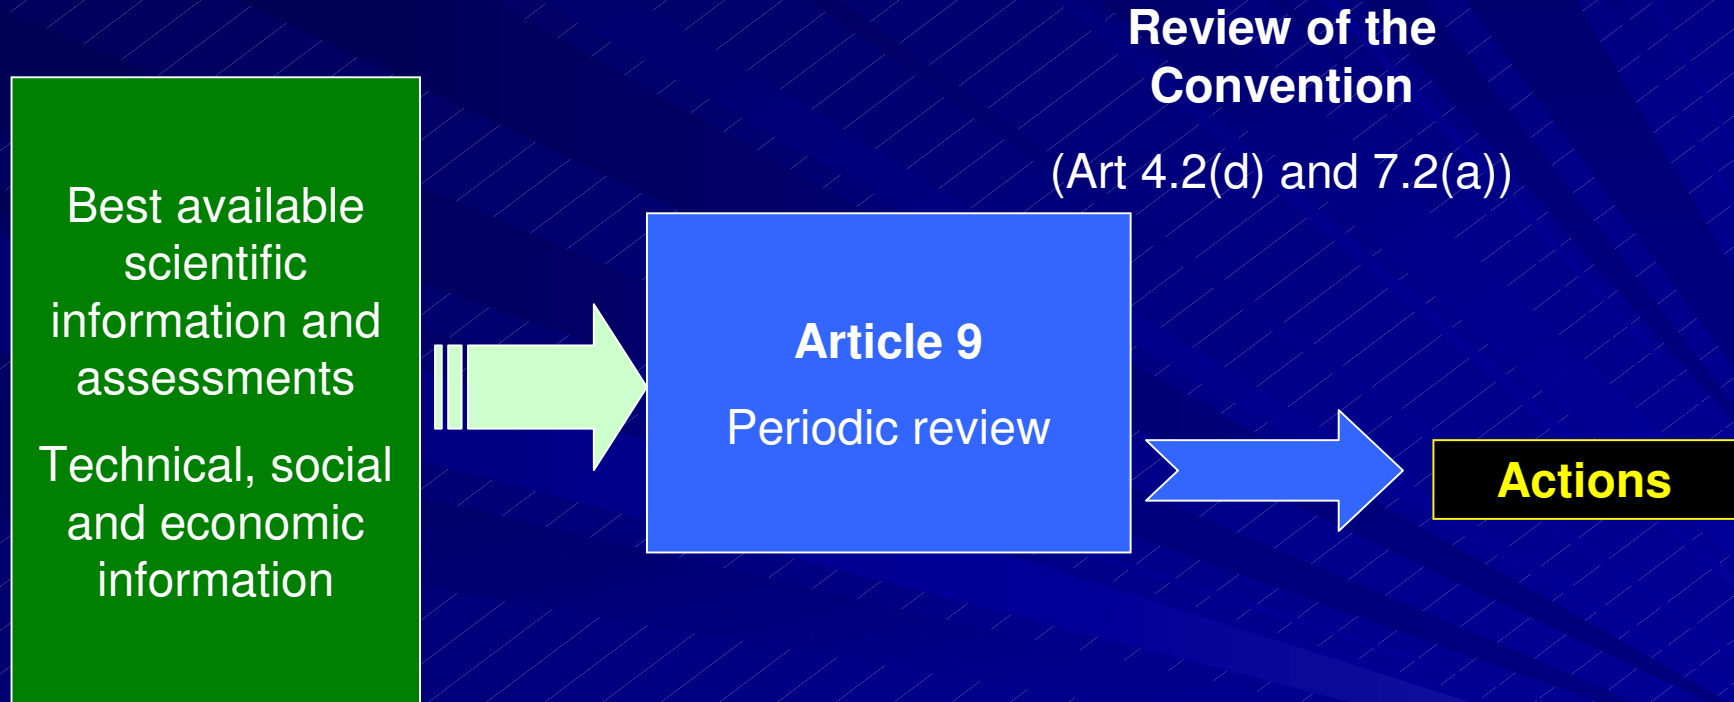 Review of the
Convention
(Art 4.2(d) and 7.2(a))
Best available
scientific
information and
assessments
Technical, social
and economic
information
Article 9
Periodic review
Actions